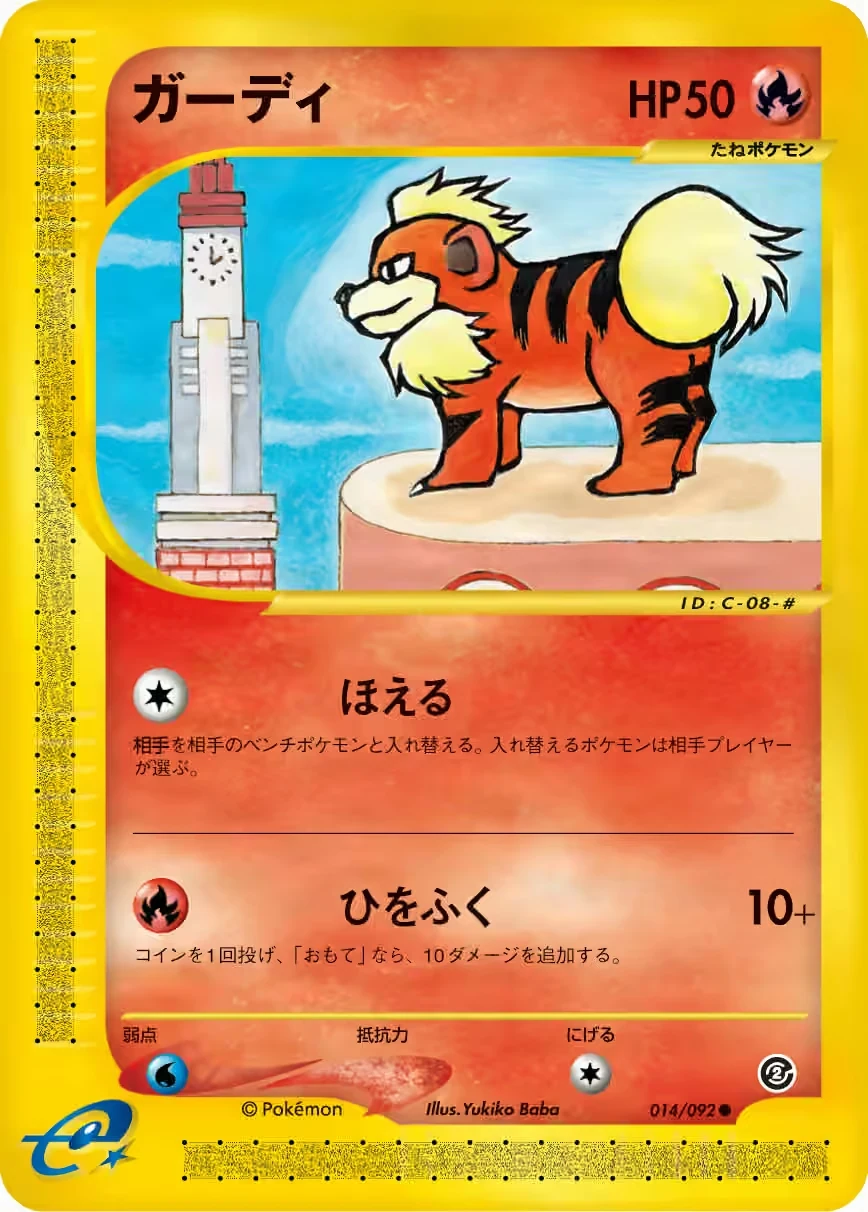 ガーディ HP50
たねポケモン
ID : C-08-#
ほえる
相手を相手のベンチポケモンと入れ替える。入れ替えるポケモンは相手プレイヤー
が選ぶ。
ひをふく 10+
コインを1回投げ、「おもて」なら、10ダメージを追加する。
弱点 抵抗力 にげる
2
© Pokémon Illus. Yukiko Baba 014/092 ●
e